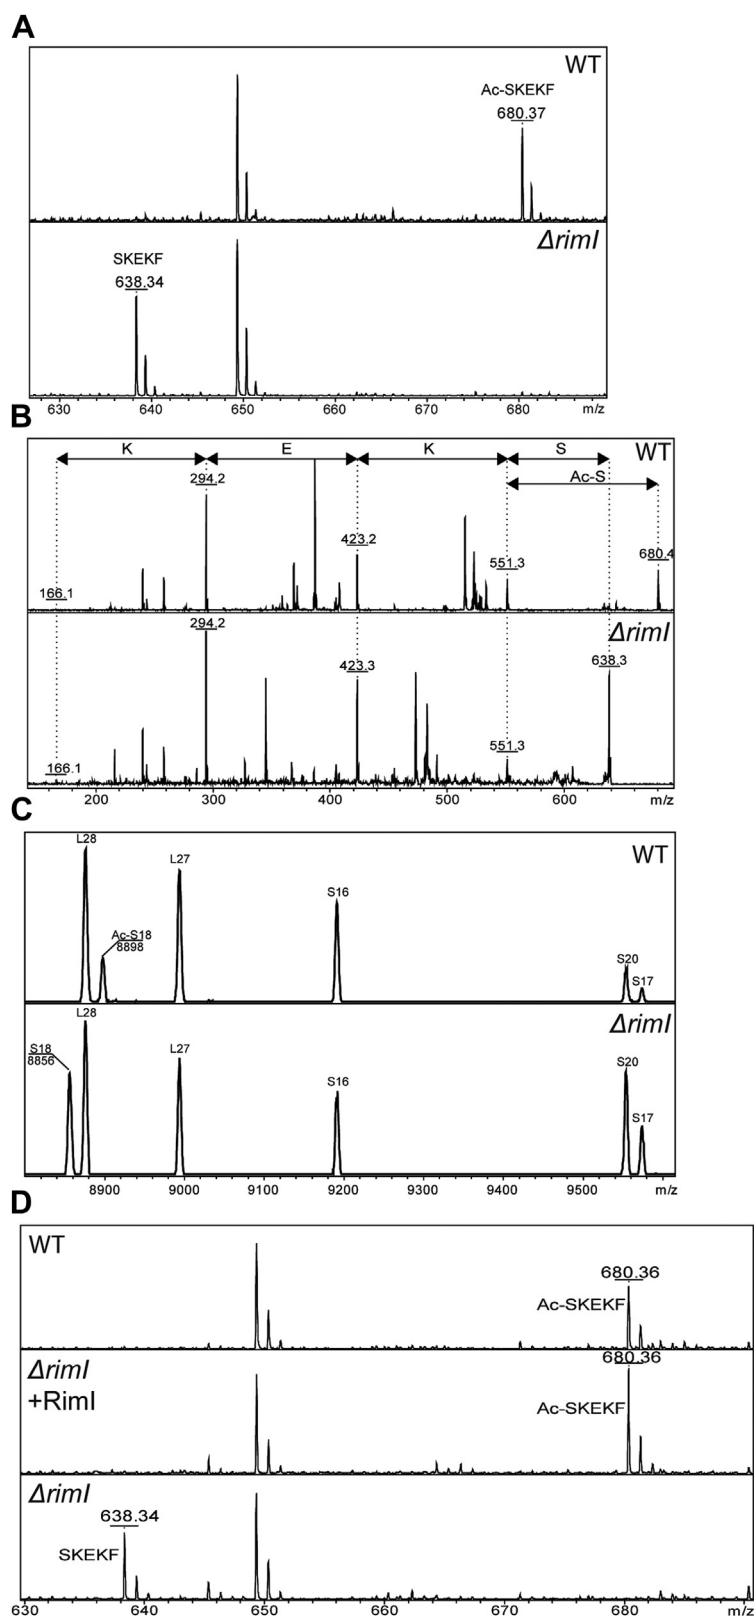 A
WT
Ac-SKEKF
680.37
ΔrimI
SKEKF
638.34
630 640 650 660 670 680 m/z
B
K E K S WT
Ac-S
294.2
423.2
551.3
680.4
166.1
ΔrimI
294.2
423.3
638.3
551.3
166.1
200 300 400 500 600 m/z
C
L28
WT
L27
S16
Ac-S18
8898
S20
S17
L28
ΔrimI
S18
8856
L27
S16
S20
S17
8900 9000 9100 9200 9300 9400 9500 m/z
D
WT
680.36
Ac-SKEKF
ΔrimI
+RimI
680.36
Ac-SKEKF
ΔrimI
638.34
SKEKF
630 640 650 660 670 680 m/z